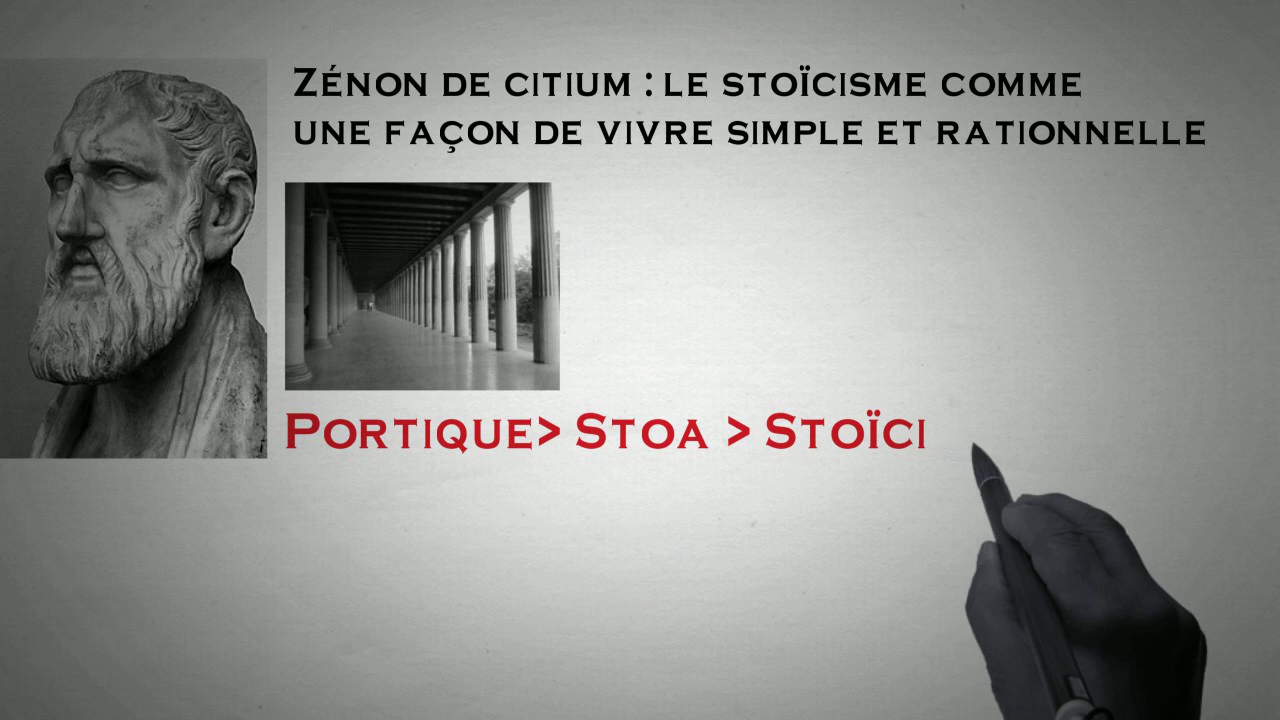 Zénon de citium : le stoïcisme comme
une façon de vivre simple et rationnelle
Portique> Stoa > Stoïci